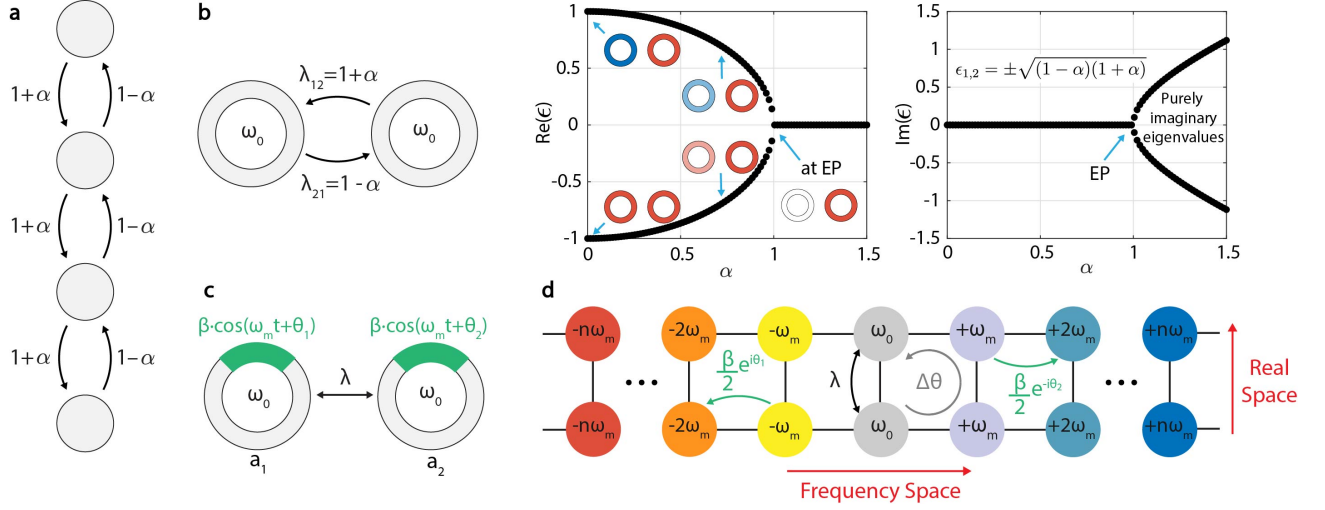 a
1+α 1-α
1+α 1-α
1+α 1-α
b
λ₁₂=1+α
ω₀ ω₀
λ₂₁=1-α
Re(ϵ)
1
0.5
0
-0.5
-1
at EP
0 0.5 1 1.5
α
Im(ϵ)
1.5
1
0.5
0
-0.5
-1
-1.5
ϵ₁,₂ = ±√(1 − α)(1 + α)
Purely
imaginary
eigenvalues
EP
0 0.5 1 1.5
α
c
β·cos(ωₘt+θ₁) β·cos(ωₘt+θ₂)
λ
ω₀ ω₀
a₁ a₂
d
-nωₘ -2ωₘ -ωₘ ω₀ +ωₘ +2ωₘ +nωₘ
••• β/2 e^{iθ₁} λ Δθ β/2 e^{-iθ₂} •••
-nωₘ -2ωₘ -ωₘ ω₀ +ωₘ +2ωₘ +nωₘ
Real
Space
Frequency Space